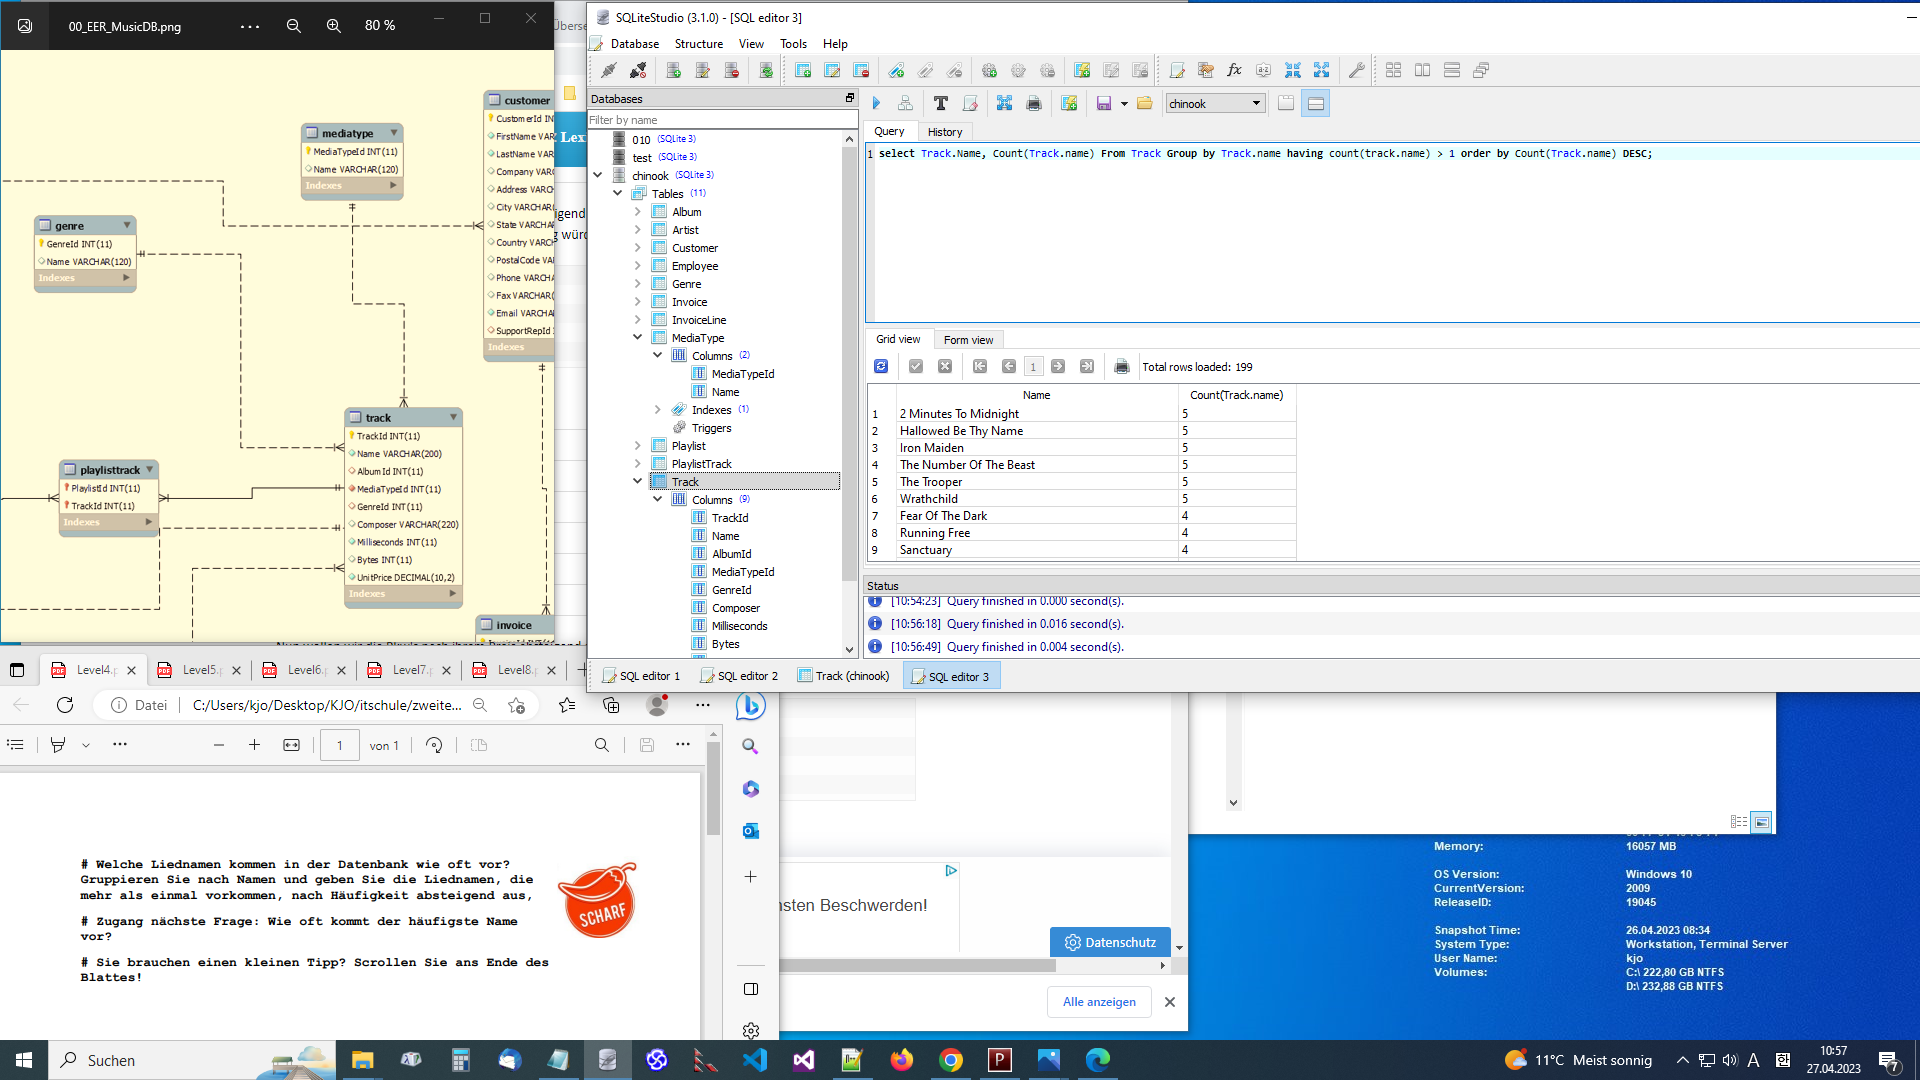 00_EER_MusicDB.png
80 %
customer
CustomerId IN
FirstName VAR
LastName VAR
Company VARC
Address VARCH
City VARCHAR(
State VARCHAR
Country VARCH
PostalCode VAR
Phone VARCHA
Fax VARCHAR(
Email VARCHA
SupportRepId
Indexes
mediatype
MediaTypeId INT(11)
Name VARCHAR(120)
Indexes
genre
GenreId INT(11)
Name VARCHAR(120)
Indexes
track
TrackId INT(11)
Name VARCHAR(200)
AlbumId INT(11)
MediaTypeId INT(11)
GenreId INT(11)
Composer VARCHAR(220)
Milliseconds INT(11)
Bytes INT(11)
UnitPrice DECIMAL(10,2)
Indexes
playlisttrack
PlaylistId INT(11)
TrackId INT(11)
Indexes
invoice
Überse
Lex
igend
g würd
SQLiteStudio (3.1.0) - [SQL editor 3]
Database Structure View Tools Help
Databases
Filter by name
010 (SQLite 3)
test (SQLite 3)
chinook (SQLite 3)
Tables (11)
Album
Artist
Customer
Employee
Genre
Invoice
InvoiceLine
MediaType
Columns (2)
MediaTypeId
Name
Indexes (1)
Triggers
Playlist
PlaylistTrack
Track
Columns (9)
TrackId
Name
AlbumId
MediaTypeId
GenreId
Composer
Milliseconds
Bytes
chinook
Query History
1 select Track.Name, Count(Track.name) From Track Group by Track.name having count(track.name) > 1 order by Count(Track.name) DESC;
Grid view Form view
1
Total rows loaded: 199
Name Count(Track.name)
1 2 Minutes To Midnight 5
2 Hallowed Be Thy Name 5
3 Iron Maiden 5
4 The Number Of The Beast 5
5 The Trooper 5
6 Wrathchild 5
7 Fear Of The Dark 4
8 Running Free 4
9 Sanctuary 4
Status
[10:54:23] Query finished in 0.000 second(s).
[10:56:18] Query finished in 0.016 second(s).
[10:56:49] Query finished in 0.004 second(s).
SQL editor 1 SQL editor 2 Track (chinook) SQL editor 3
Level4.p Level5.p Level6.p Level7.p Level8.p
Datei C:/Users/kjo/Desktop/KJO/itschule/zweite...
1 von 1
# Welche Liednamen kommen in der Datenbank wie oft vor?
Gruppieren Sie nach Namen und geben Sie die Liednamen, die
mehr als einmal vorkommen, nach Häufigkeit absteigend aus,
# Zugang nächste Frage: Wie oft kommt der häufigste Name
vor?
# Sie brauchen einen kleinen Tipp? Scrollen Sie ans Ende des
Blattes!
SCHARF
nsten Beschwerden!
Datenschutz
Alle anzeigen
Memory: 16057 MB
OS Version: Windows 10
CurrentVersion: 2009
ReleaseID: 19045
Snapshot Time: 26.04.2023 08:34
System Type: Workstation, Terminal Server
User Name: kjo
Volumes: C:\ 222,80 GB NTFS
D:\ 232,88 GB NTFS
Suchen
11°C Meist sonnig
10:57
27.04.2023
7